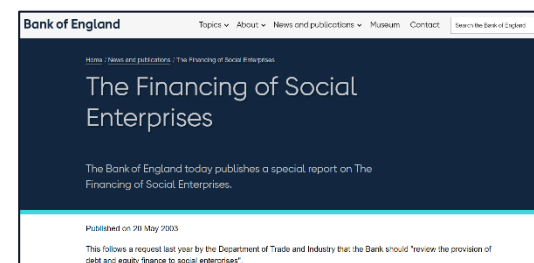 Bank of England
Topics About News and publications Museum Contact Search the Bank of England
Home / News and publications / The Financing of Social Enterprises
The Financing of Social
Enterprises
The Bank of England today publishes a special report on The
Financing of Social Enterprises.
Published on 20 May 2003
This follows a request last year by the Department of Trade and Industry that the Bank should "review the provision of
debt and equity finance to social enterprises".